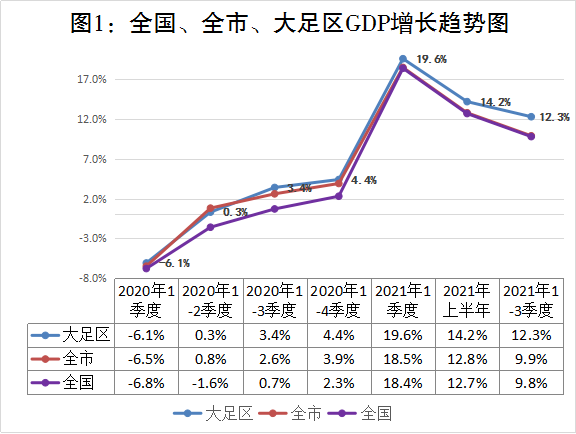 图1：全国、全市、大足区GDP增长趋势图
17.0%
12.0%
7.0%
2.0%
-3.0%
-8.0%
-6.1%
0.3%
3.4%
4.4%
19.6%
14.2%
12.3%
2020年1季度 2020年1-2季度 2020年1-3季度 2020年1-4季度 2021年1季度 2021年上半年 2021年1-3季度
大足区 -6.1% 0.3% 3.4% 4.4% 19.6% 14.2% 12.3%
全市 -6.5% 0.8% 2.6% 3.9% 18.5% 12.8% 9.9%
全国 -6.8% -1.6% 0.7% 2.3% 18.4% 12.7% 9.8%
大足区 全市 全国